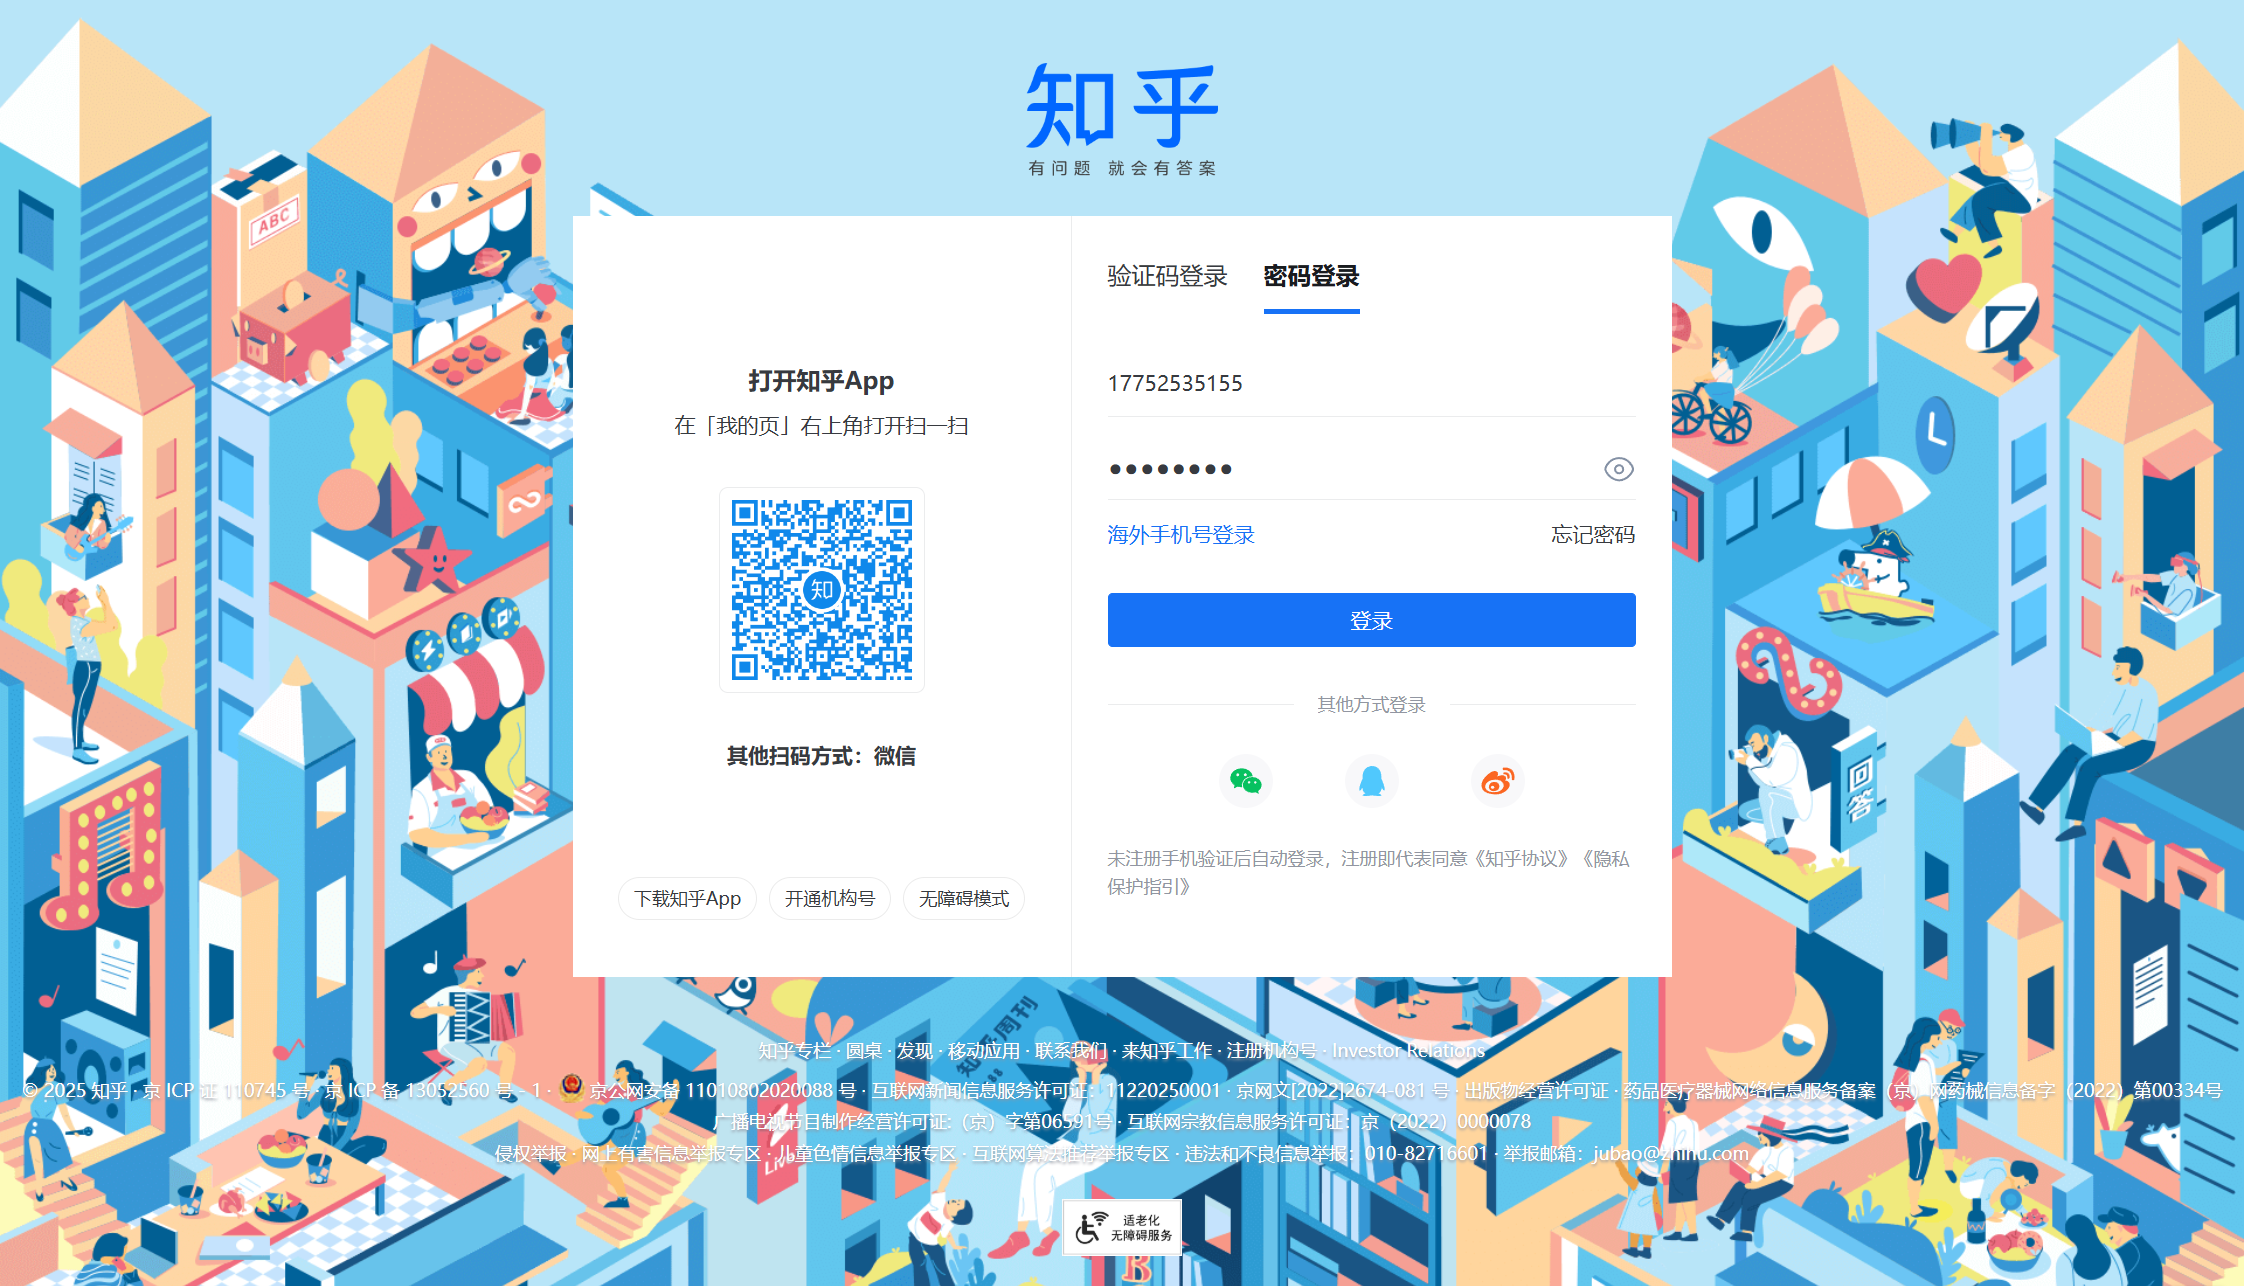 知乎
有问题 就会有答案
ABC
打开知乎App
在「我的页」右上角打开扫一扫
知
其他扫码方式：微信
下载知乎App
开通机构号
无障碍模式
验证码登录
密码登录
17752535155
••••••••
海外手机号登录
忘记密码
登录
其他方式登录
未注册手机验证后自动登录，注册即代表同意《知乎协议》《隐私
保护指引》
回答
知乎周刊
知乎专栏 · 圆桌 · 发现 · 移动应用 · 联系我们 · 来知乎工作 · 注册机构号 · Investor Relations
© 2025 知乎 · 京 ICP 证 110745 号 · 京 ICP 备 13052560 号 - 1 · 京公网安备 11010802020088 号 · 互联网新闻信息服务许可证：11220250001 · 京网文[2022]2674-081 号 · 出版物经营许可证 · 药品医疗器械网络信息服务备案（京）网药械信息备字（2022）第00334号
广播电视节目制作经营许可证:（京）字第06591号 · 互联网宗教信息服务许可证：京（2022）0000078
侵权举报 · 网上有害信息举报专区 · 儿童色情信息举报专区 · 互联网算法推荐举报专区 · 违法和不良信息举报：010-82716601 · 举报邮箱：jubao@zhihu.com
LIVE
适老化
无障碍服务
B